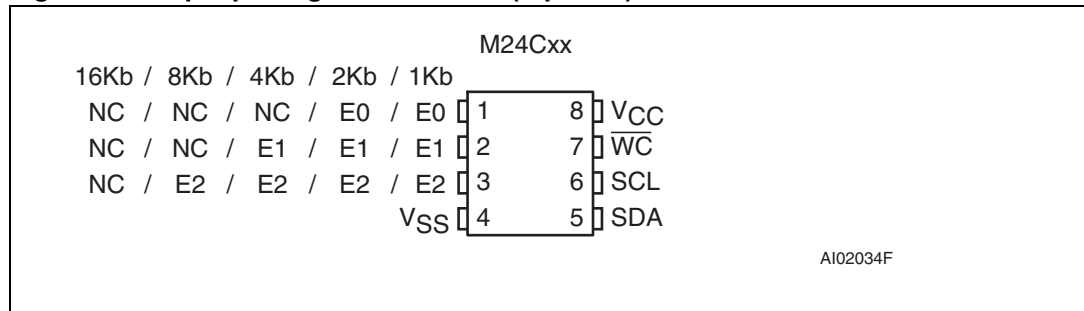 M24Cxx
16Kb / 8Kb / 4Kb / 2Kb / 1Kb
NC / NC / NC / E0 / E0 1 8 VCC
NC / NC / E1 / E1 / E1 2 7 W̅C̅
NC / E2 / E2 / E2 / E2 3 6 SCL
VSS 4 5 SDA
AI02034F